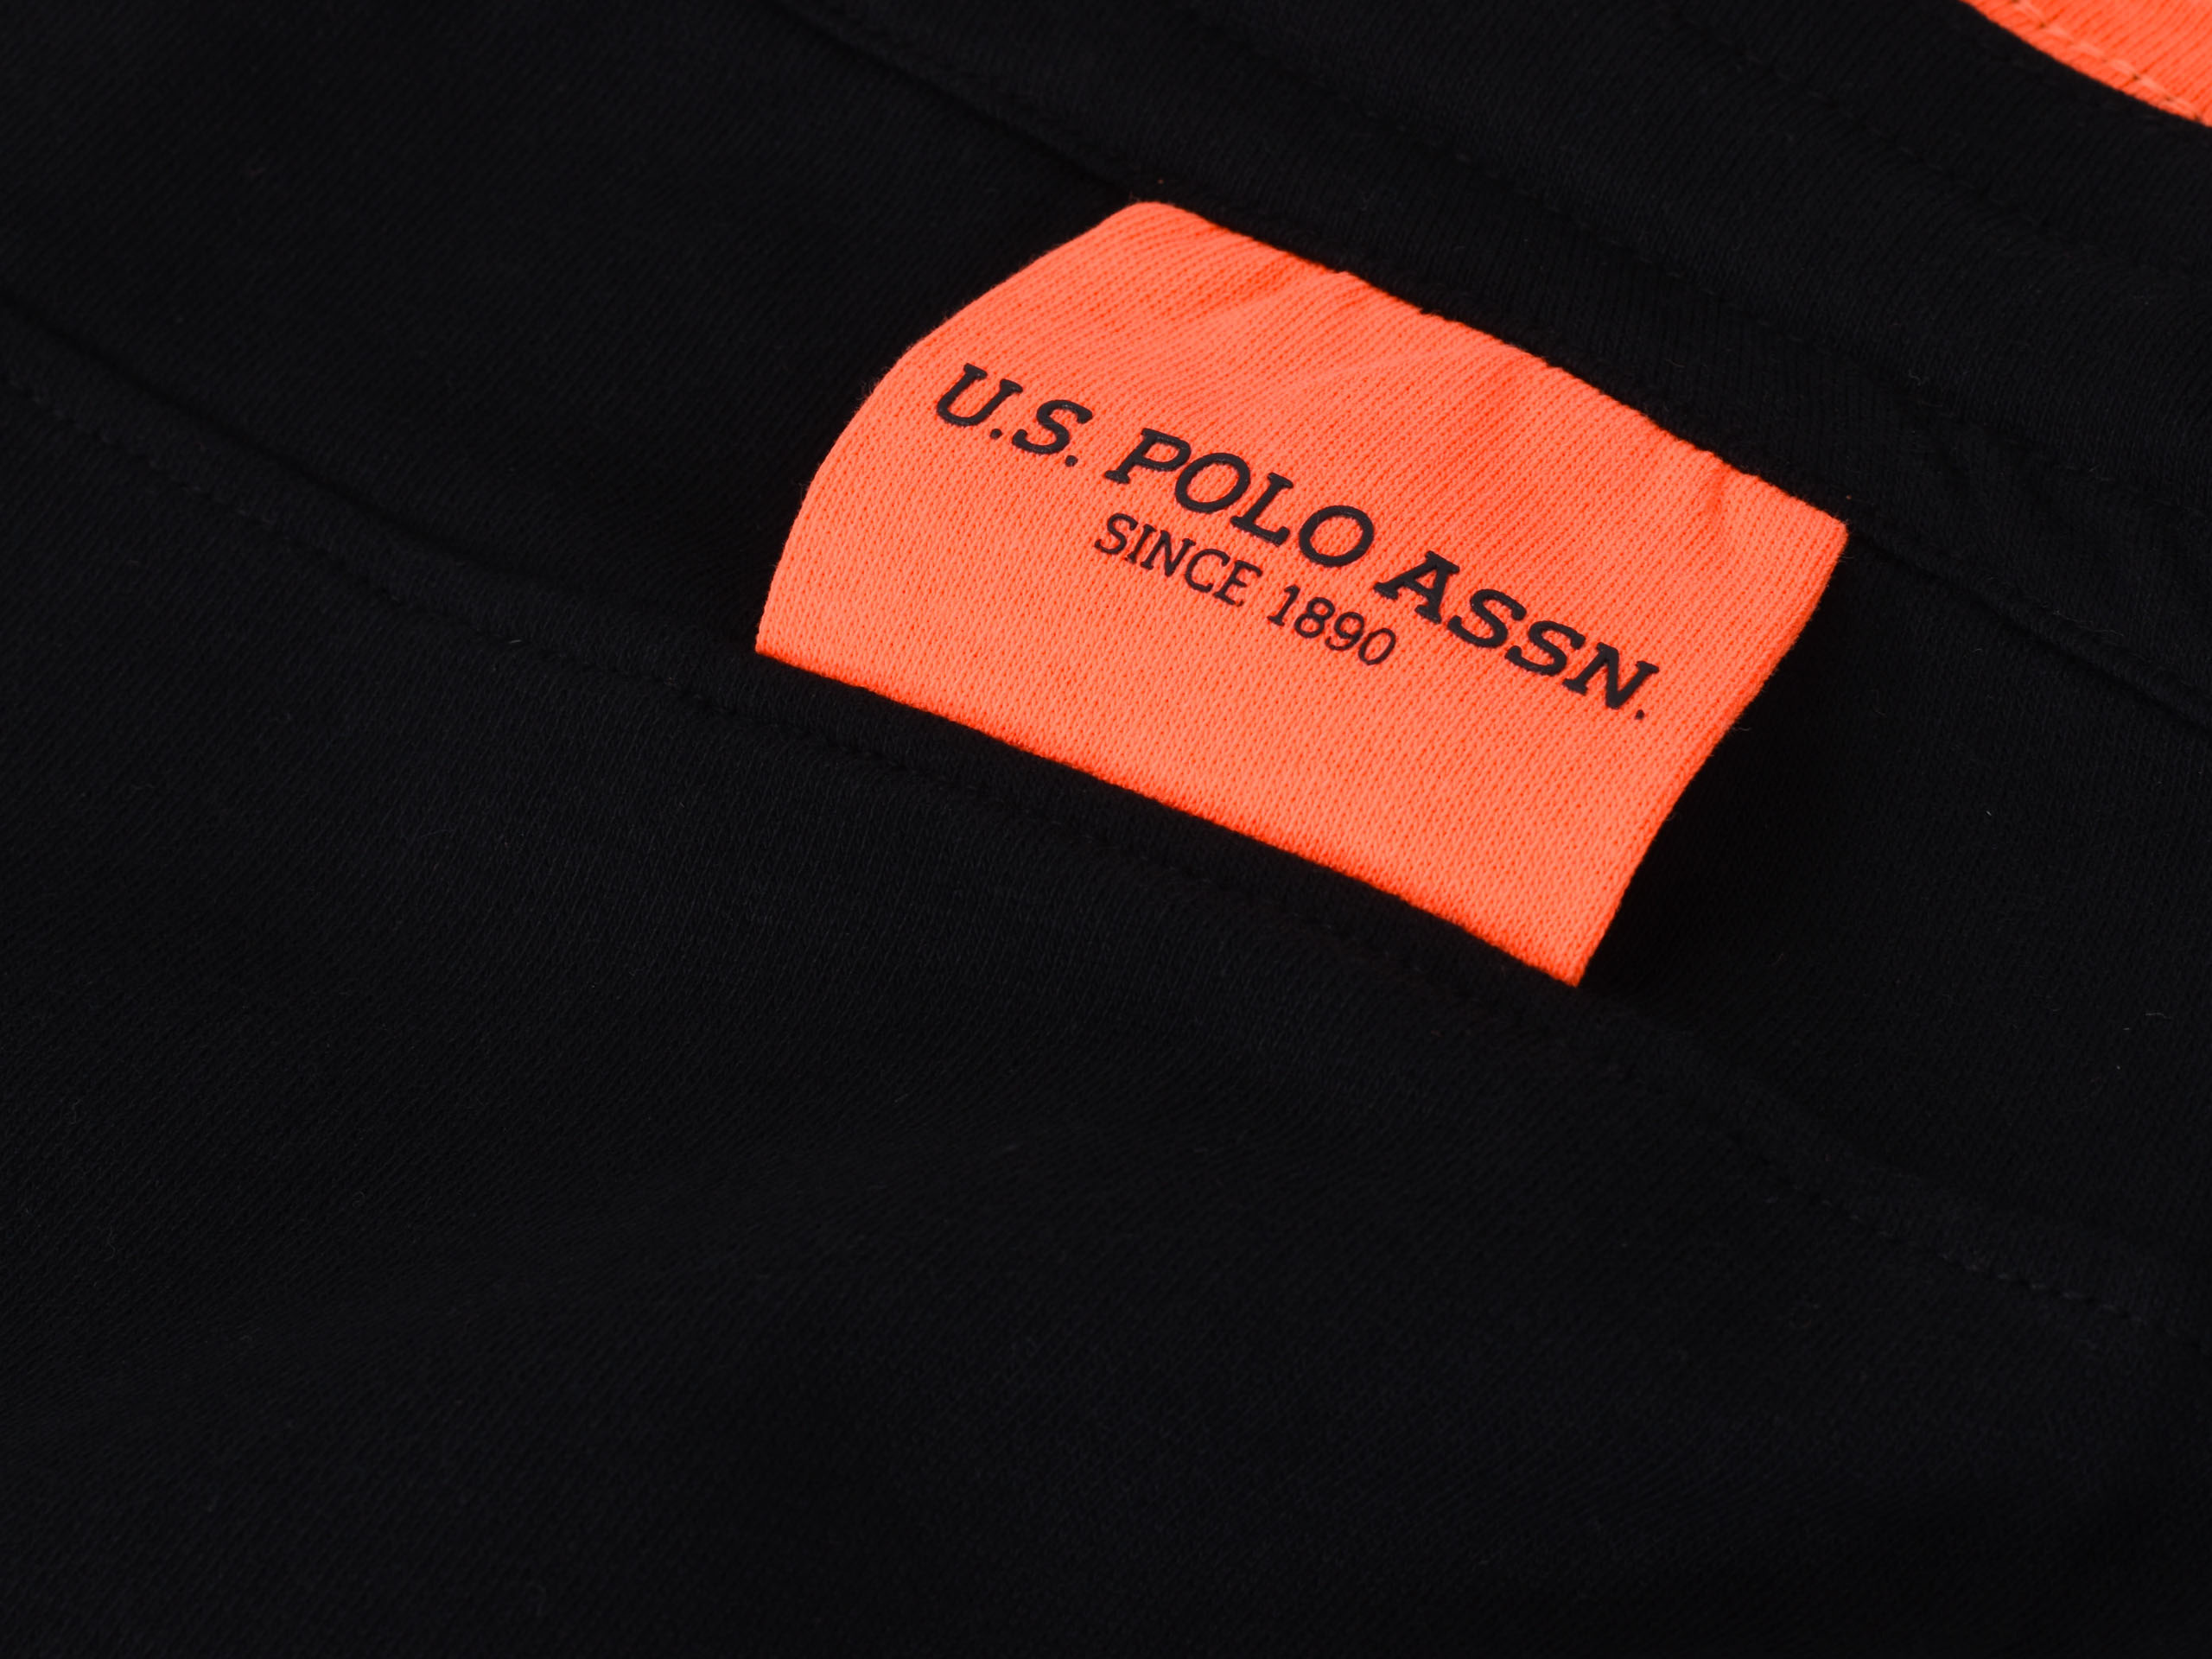 U.S. POLO ASSN.
SINCE 1890